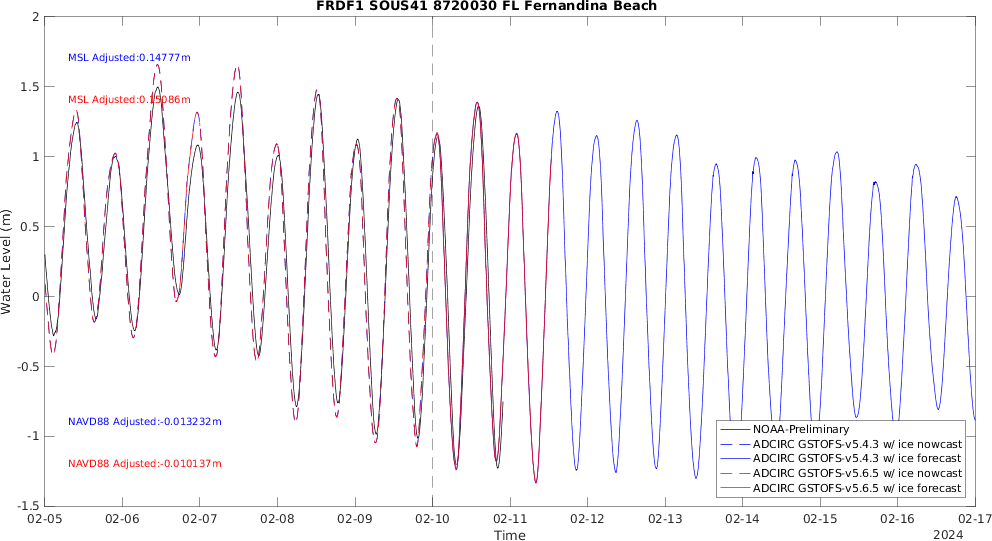 FRDF1 SOUS41 8720030 FL Fernandina Beach
MSL Adjusted:0.14777m
MSL Adjusted:0.15086m
NAVD88 Adjusted:-0.013232m
NAVD88 Adjusted:-0.010137m
Water Level (m)
2
1.5
1
0.5
0
-0.5
-1
-1.5
NOAA-Preliminary
ADCIRC GSTOFS-v5.4.3 w/ ice nowcast
ADCIRC GSTOFS-v5.4.3 w/ ice forecast
ADCIRC GSTOFS-v5.6.5 w/ ice nowcast
ADCIRC GSTOFS-v5.6.5 w/ ice forecast
02-05 02-06 02-07 02-08 02-09 02-10 02-11 02-12 02-13 02-14 02-15 02-16 02-17
Time
2024